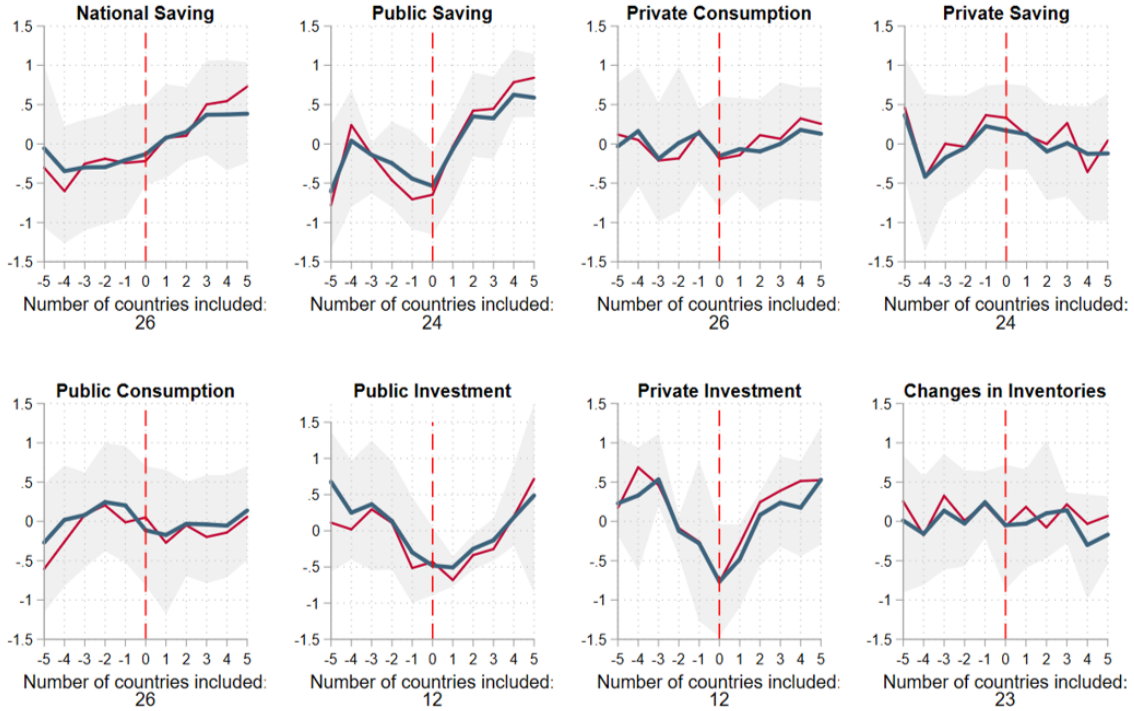 National Saving
1.5
1
.5
0
-.5
-1
-1.5
-5 -4 -3 -2 -1 0 1 2 3 4 5
Number of countries included:
26
Public Saving
1.5
1
.5
0
-.5
-1
-1.5
-5 -4 -3 -2 -1 0 1 2 3 4 5
Number of countries included:
24
Private Consumption
1.5
1
.5
0
-.5
-1
-1.5
-5 -4 -3 -2 -1 0 1 2 3 4 5
Number of countries included:
26
Private Saving
1.5
1
.5
0
-.5
-1
-1.5
-5 -4 -3 -2 -1 0 1 2 3 4 5
Number of countries included:
24
Public Consumption
1.5
1
.5
0
-.5
-1
-1.5
-5 -4 -3 -2 -1 0 1 2 3 4 5
Number of countries included:
26
Public Investment
1.5
1
.5
0
-.5
-1
-1.5
-5 -4 -3 -2 -1 0 1 2 3 4 5
Number of countries included:
12
Private Investment
1.5
1
.5
0
-.5
-1
-1.5
-5 -4 -3 -2 -1 0 1 2 3 4 5
Number of countries included:
12
Changes in Inventories
1.5
1
.5
0
-.5
-1
-1.5
-5 -4 -3 -2 -1 0 1 2 3 4 5
Number of countries included:
23